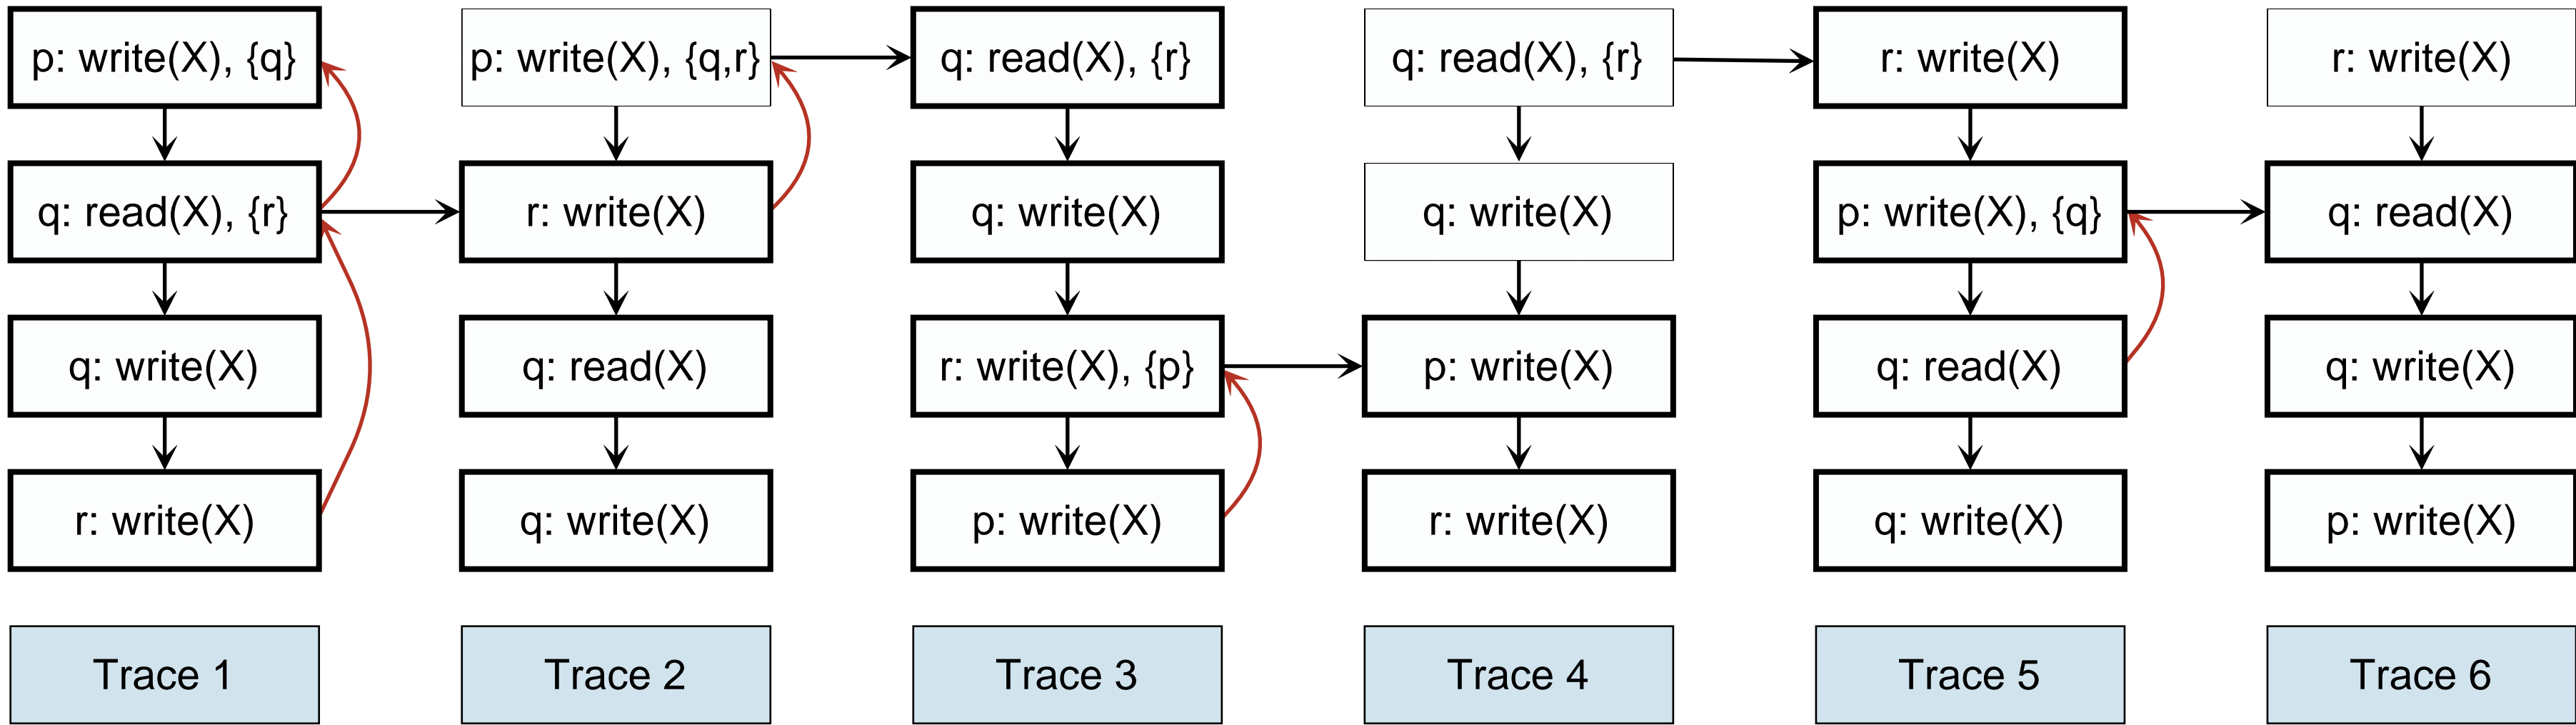 p: write(X), {q}
q: read(X), {r}
q: write(X)
r: write(X)
Trace 1
p: write(X), {q,r}
r: write(X)
q: read(X)
q: write(X)
Trace 2
q: read(X), {r}
q: write(X)
r: write(X), {p}
p: write(X)
Trace 3
q: read(X), {r}
q: write(X)
p: write(X)
r: write(X)
Trace 4
r: write(X)
p: write(X), {q}
q: read(X)
q: write(X)
Trace 5
r: write(X)
q: read(X)
q: write(X)
p: write(X)
Trace 6